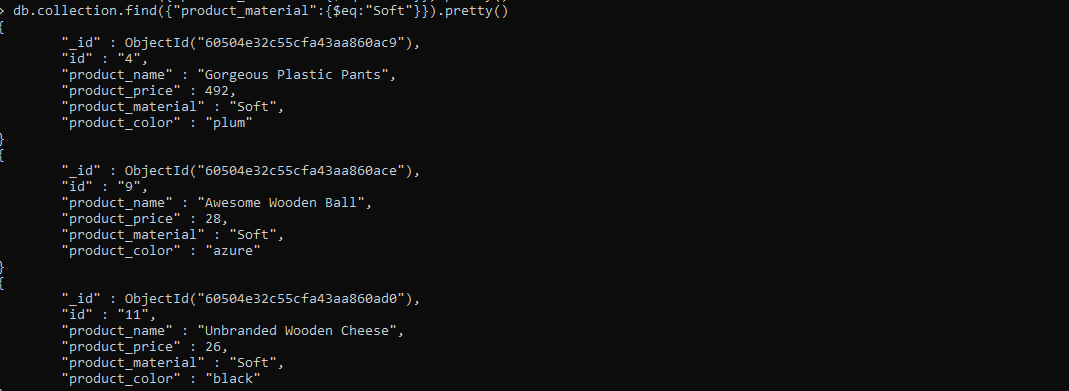 > db.collection.find({"product_material":{$eq:"Soft"}}).pretty()
{
"_id" : ObjectId("60504e32c55cfa43aa860ac9"),
"id" : "4",
"product_name" : "Gorgeous Plastic Pants",
"product_price" : 492,
"product_material" : "Soft",
"product_color" : "plum"
}
{
"_id" : ObjectId("60504e32c55cfa43aa860ace"),
"id" : "9",
"product_name" : "Awesome Wooden Ball",
"product_price" : 28,
"product_material" : "Soft",
"product_color" : "azure"
}
{
"_id" : ObjectId("60504e32c55cfa43aa860ad0"),
"id" : "11",
"product_name" : "Unbranded Wooden Cheese",
"product_price" : 26,
"product_material" : "Soft",
"product_color" : "black"